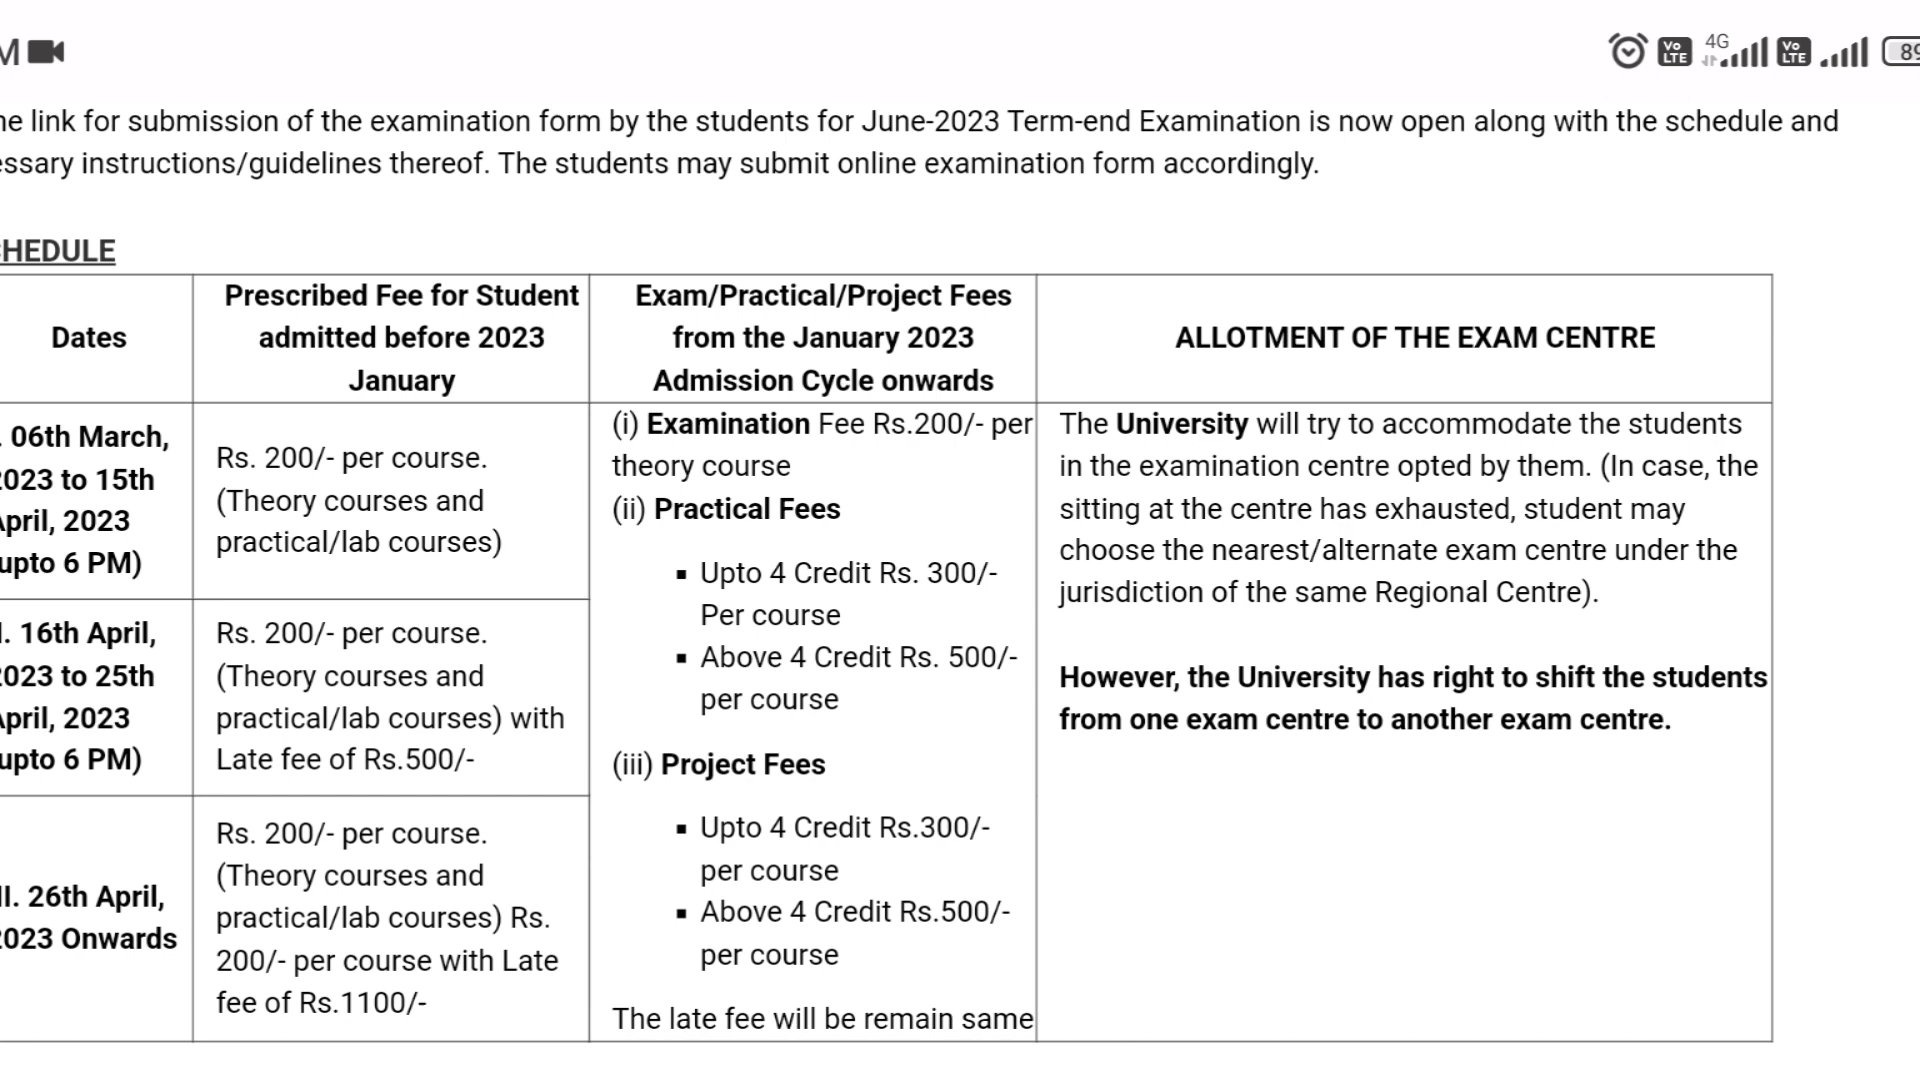 M
Vo LTE 4G Vo LTE 89
he link for submission of the examination form by the students for June-2023 Term-end Examination is now open along with the schedule and
essary instructions/guidelines thereof. The students may submit online examination form accordingly.
CHEDULE
Dates
Prescribed Fee for Student
admitted before 2023
January
Exam/Practical/Project Fees
from the January 2023
Admission Cycle onwards
ALLOTMENT OF THE EXAM CENTRE
. 06th March,
2023 to 15th
April, 2023
upto 6 PM)
Rs. 200/- per course.
(Theory courses and
practical/lab courses)
(i) Examination Fee Rs.200/- per
theory course
(ii) Practical Fees
▪ Upto 4 Credit Rs. 300/-
Per course
▪ Above 4 Credit Rs. 500/-
per course
(iii) Project Fees
▪ Upto 4 Credit Rs.300/-
per course
▪ Above 4 Credit Rs.500/-
per course
The late fee will be remain same
The University will try to accommodate the students
in the examination centre opted by them. (In case, the
sitting at the centre has exhausted, student may
choose the nearest/alternate exam centre under the
jurisdiction of the same Regional Centre).
However, the University has right to shift the students
from one exam centre to another exam centre.
I. 16th April,
2023 to 25th
April, 2023
upto 6 PM)
Rs. 200/- per course.
(Theory courses and
practical/lab courses) with
Late fee of Rs.500/-
II. 26th April,
2023 Onwards
Rs. 200/- per course.
(Theory courses and
practical/lab courses) Rs.
200/- per course with Late
fee of Rs.1100/-